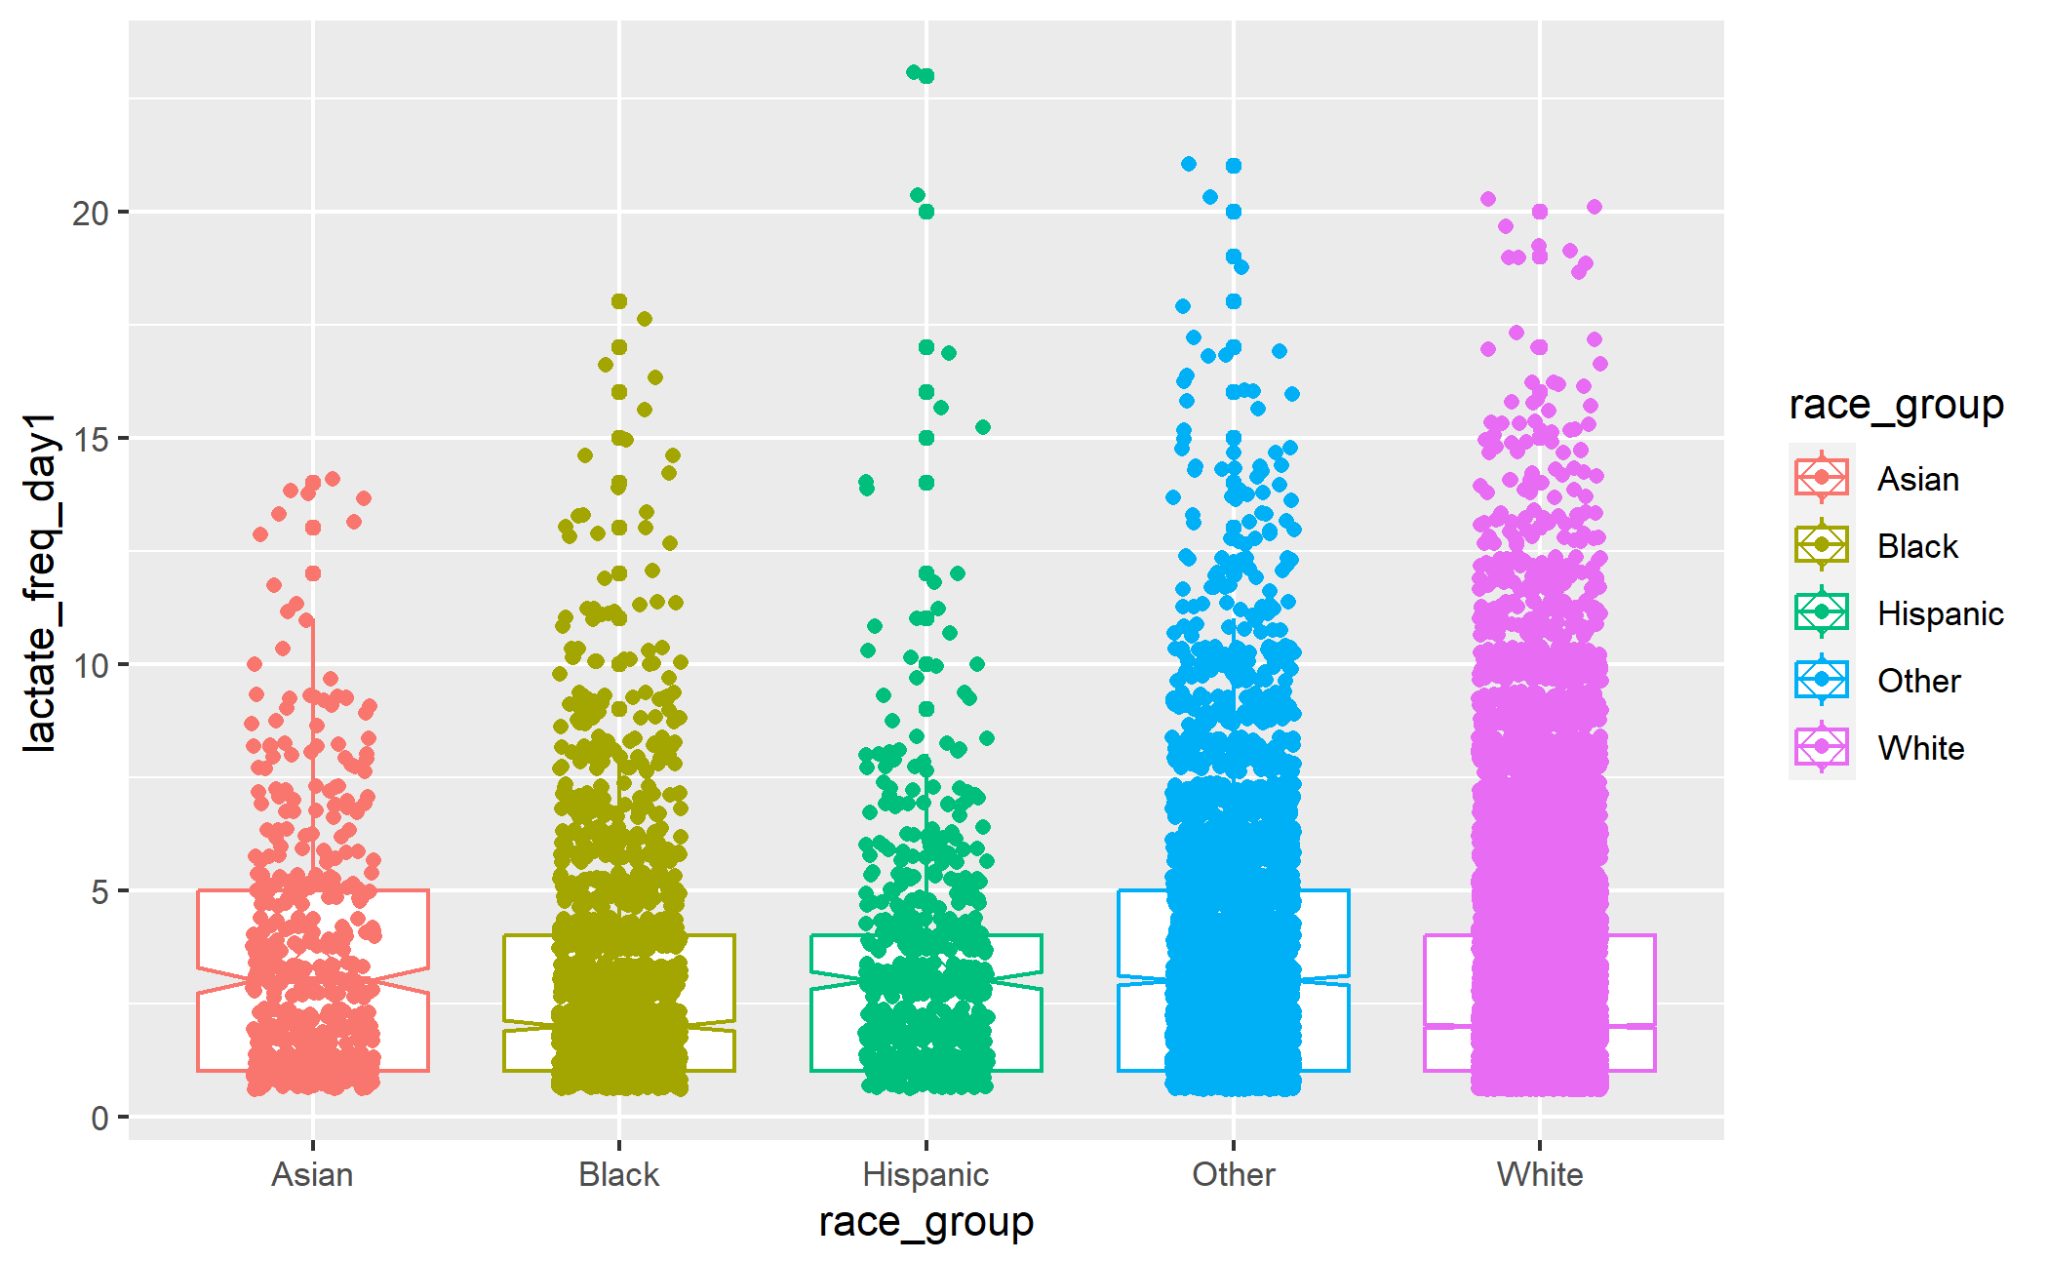 lactate_freq_day1
20
15
10
5
0
Asian
Black
Hispanic
Other
White
race_group
race_group
Asian
Black
Hispanic
Other
White